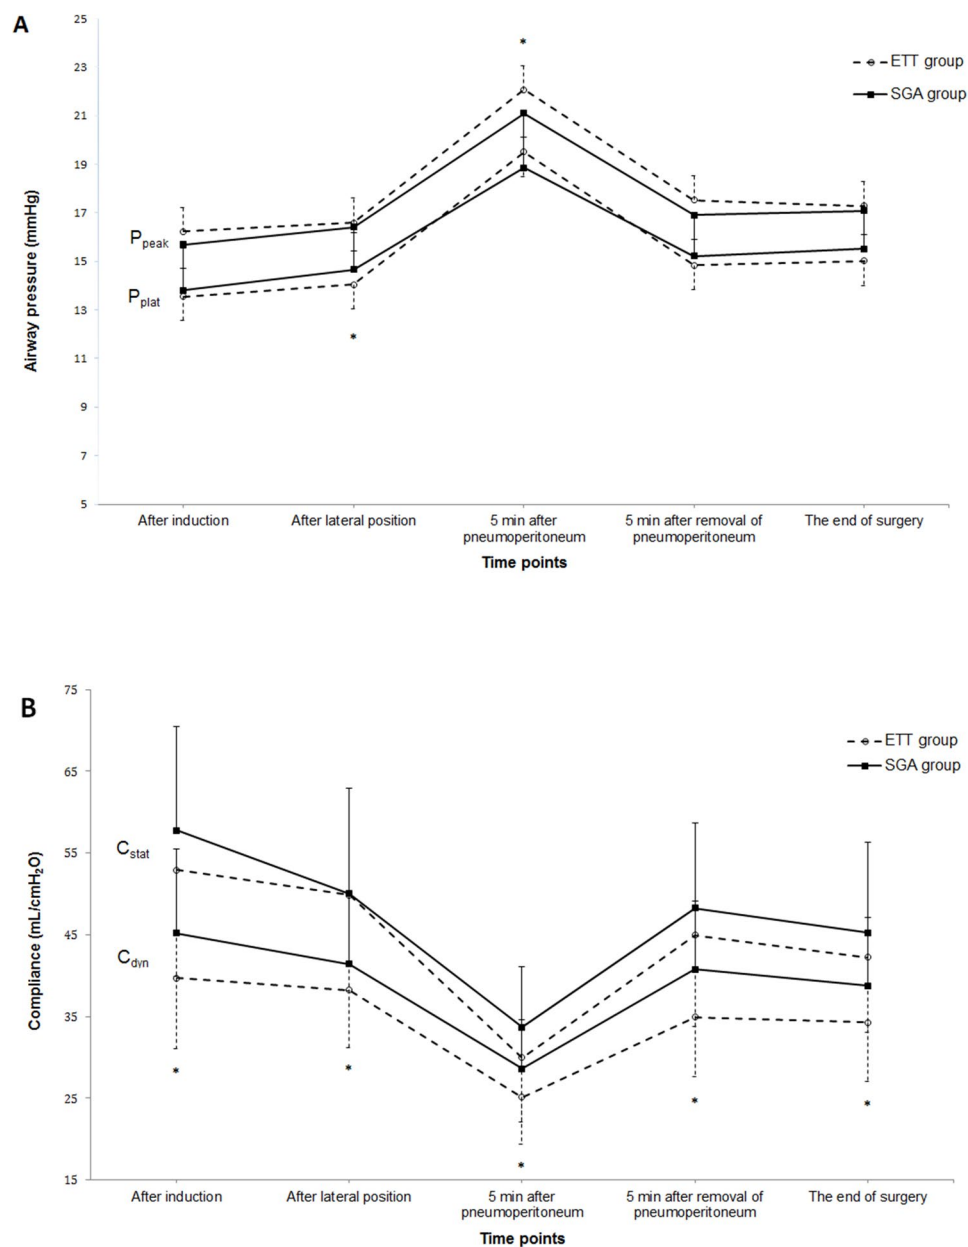 A
25
23
21
19
17
15
13
11
9
7
5
Airway pressure (mmHg)
*
ETT group
SGA group
Ppeak
Pplat
*
After induction
After lateral position
5 min after
pneumoperitoneum
5 min after removal of
pneumoperitoneum
The end of surgery
Time points
B
75
65
55
45
35
25
15
Compliance (mL/cmH₂O)
ETT group
SGA group
Cstat
Cdyn
*
*
*
*
*
After induction
After lateral position
5 min after
pneumoperitoneum
5 min after removal of
pneumoperitoneum
The end of surgery
Time points